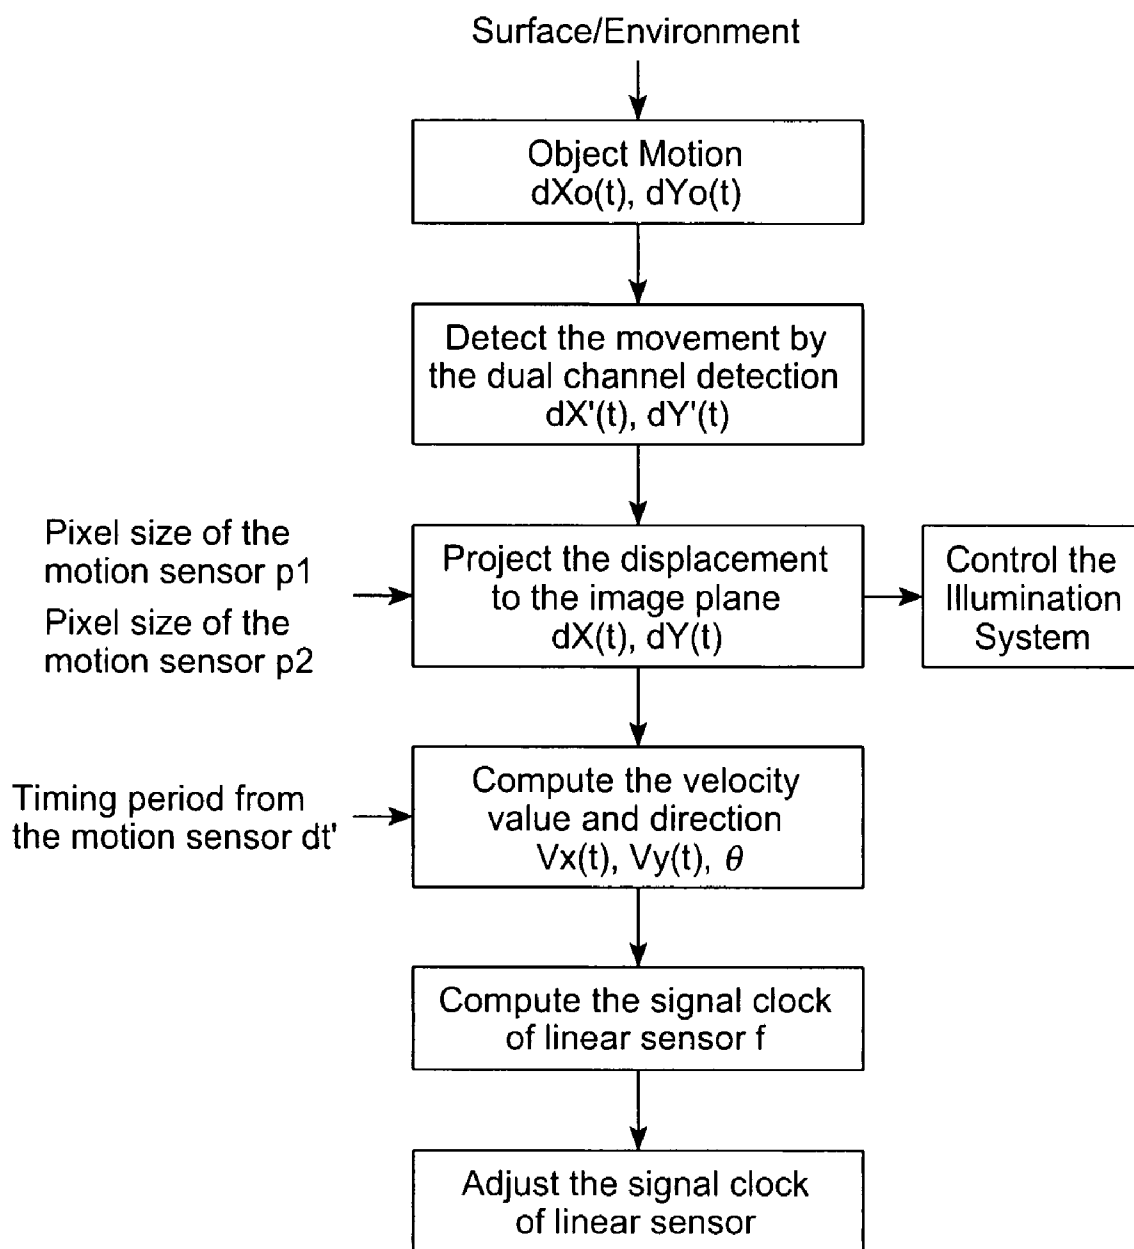 Surface/Environment
Object Motion
dXo(t), dYo(t)
Detect the movement by
the dual channel detection
dX'(t), dY'(t)
Pixel size of the
motion sensor p1
Pixel size of the
motion sensor p2
Project the displacement
to the image plane
dX(t), dY(t)
Control the
Illumination
System
Timing period from
the motion sensor dt'
Compute the velocity
value and direction
Vx(t), Vy(t), θ
Compute the signal clock
of linear sensor f
Adjust the signal clock
of linear sensor